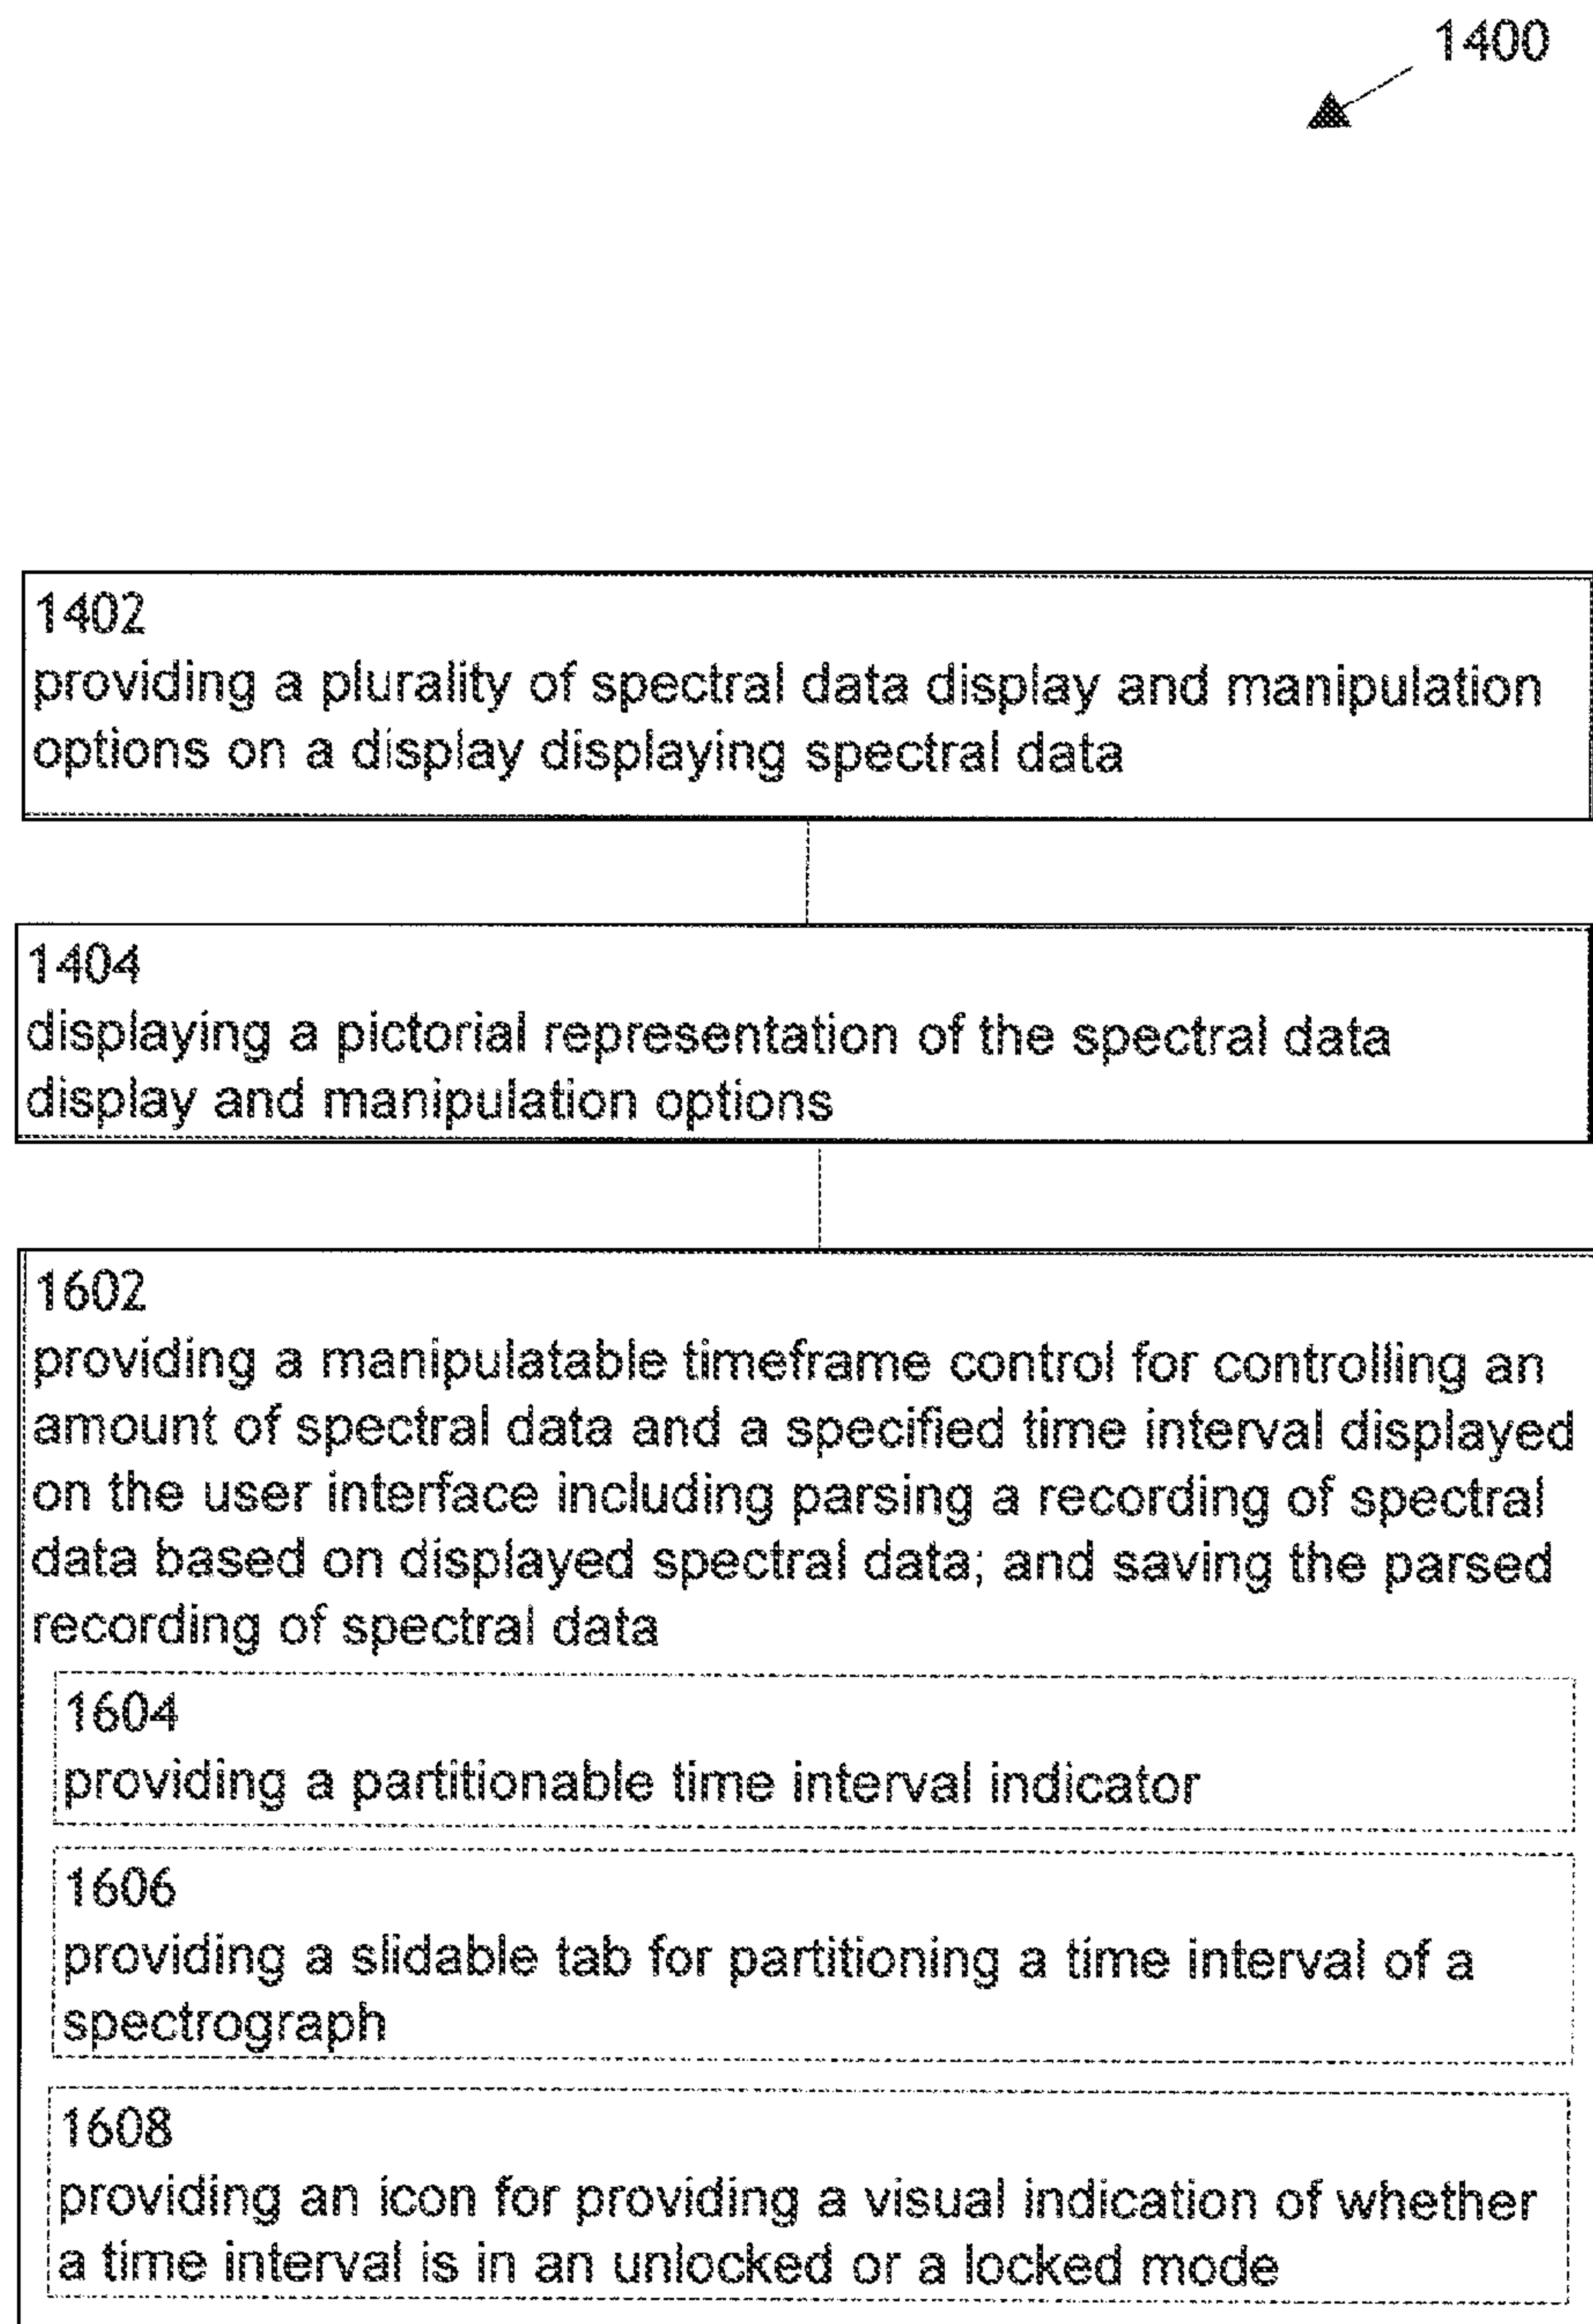 1400
1402
providing a plurality of spectral data display and manipulation
options on a display displaying spectral data
1404
displaying a pictorial representation of the spectral data
display and manipulation options
1602
providing a manipulatable timeframe control for controlling an
amount of spectral data and a specified time interval displayed
on the user interface including parsing a recording of spectral
data based on displayed spectral data; and saving the parsed
recording of spectral data
1604
providing a partitionable time interval indicator
1606
providing a slidable tab for partitioning a time interval of a
spectrograph
1608
providing an icon for providing a visual indication of whether
a time interval is in an unlocked or a locked mode